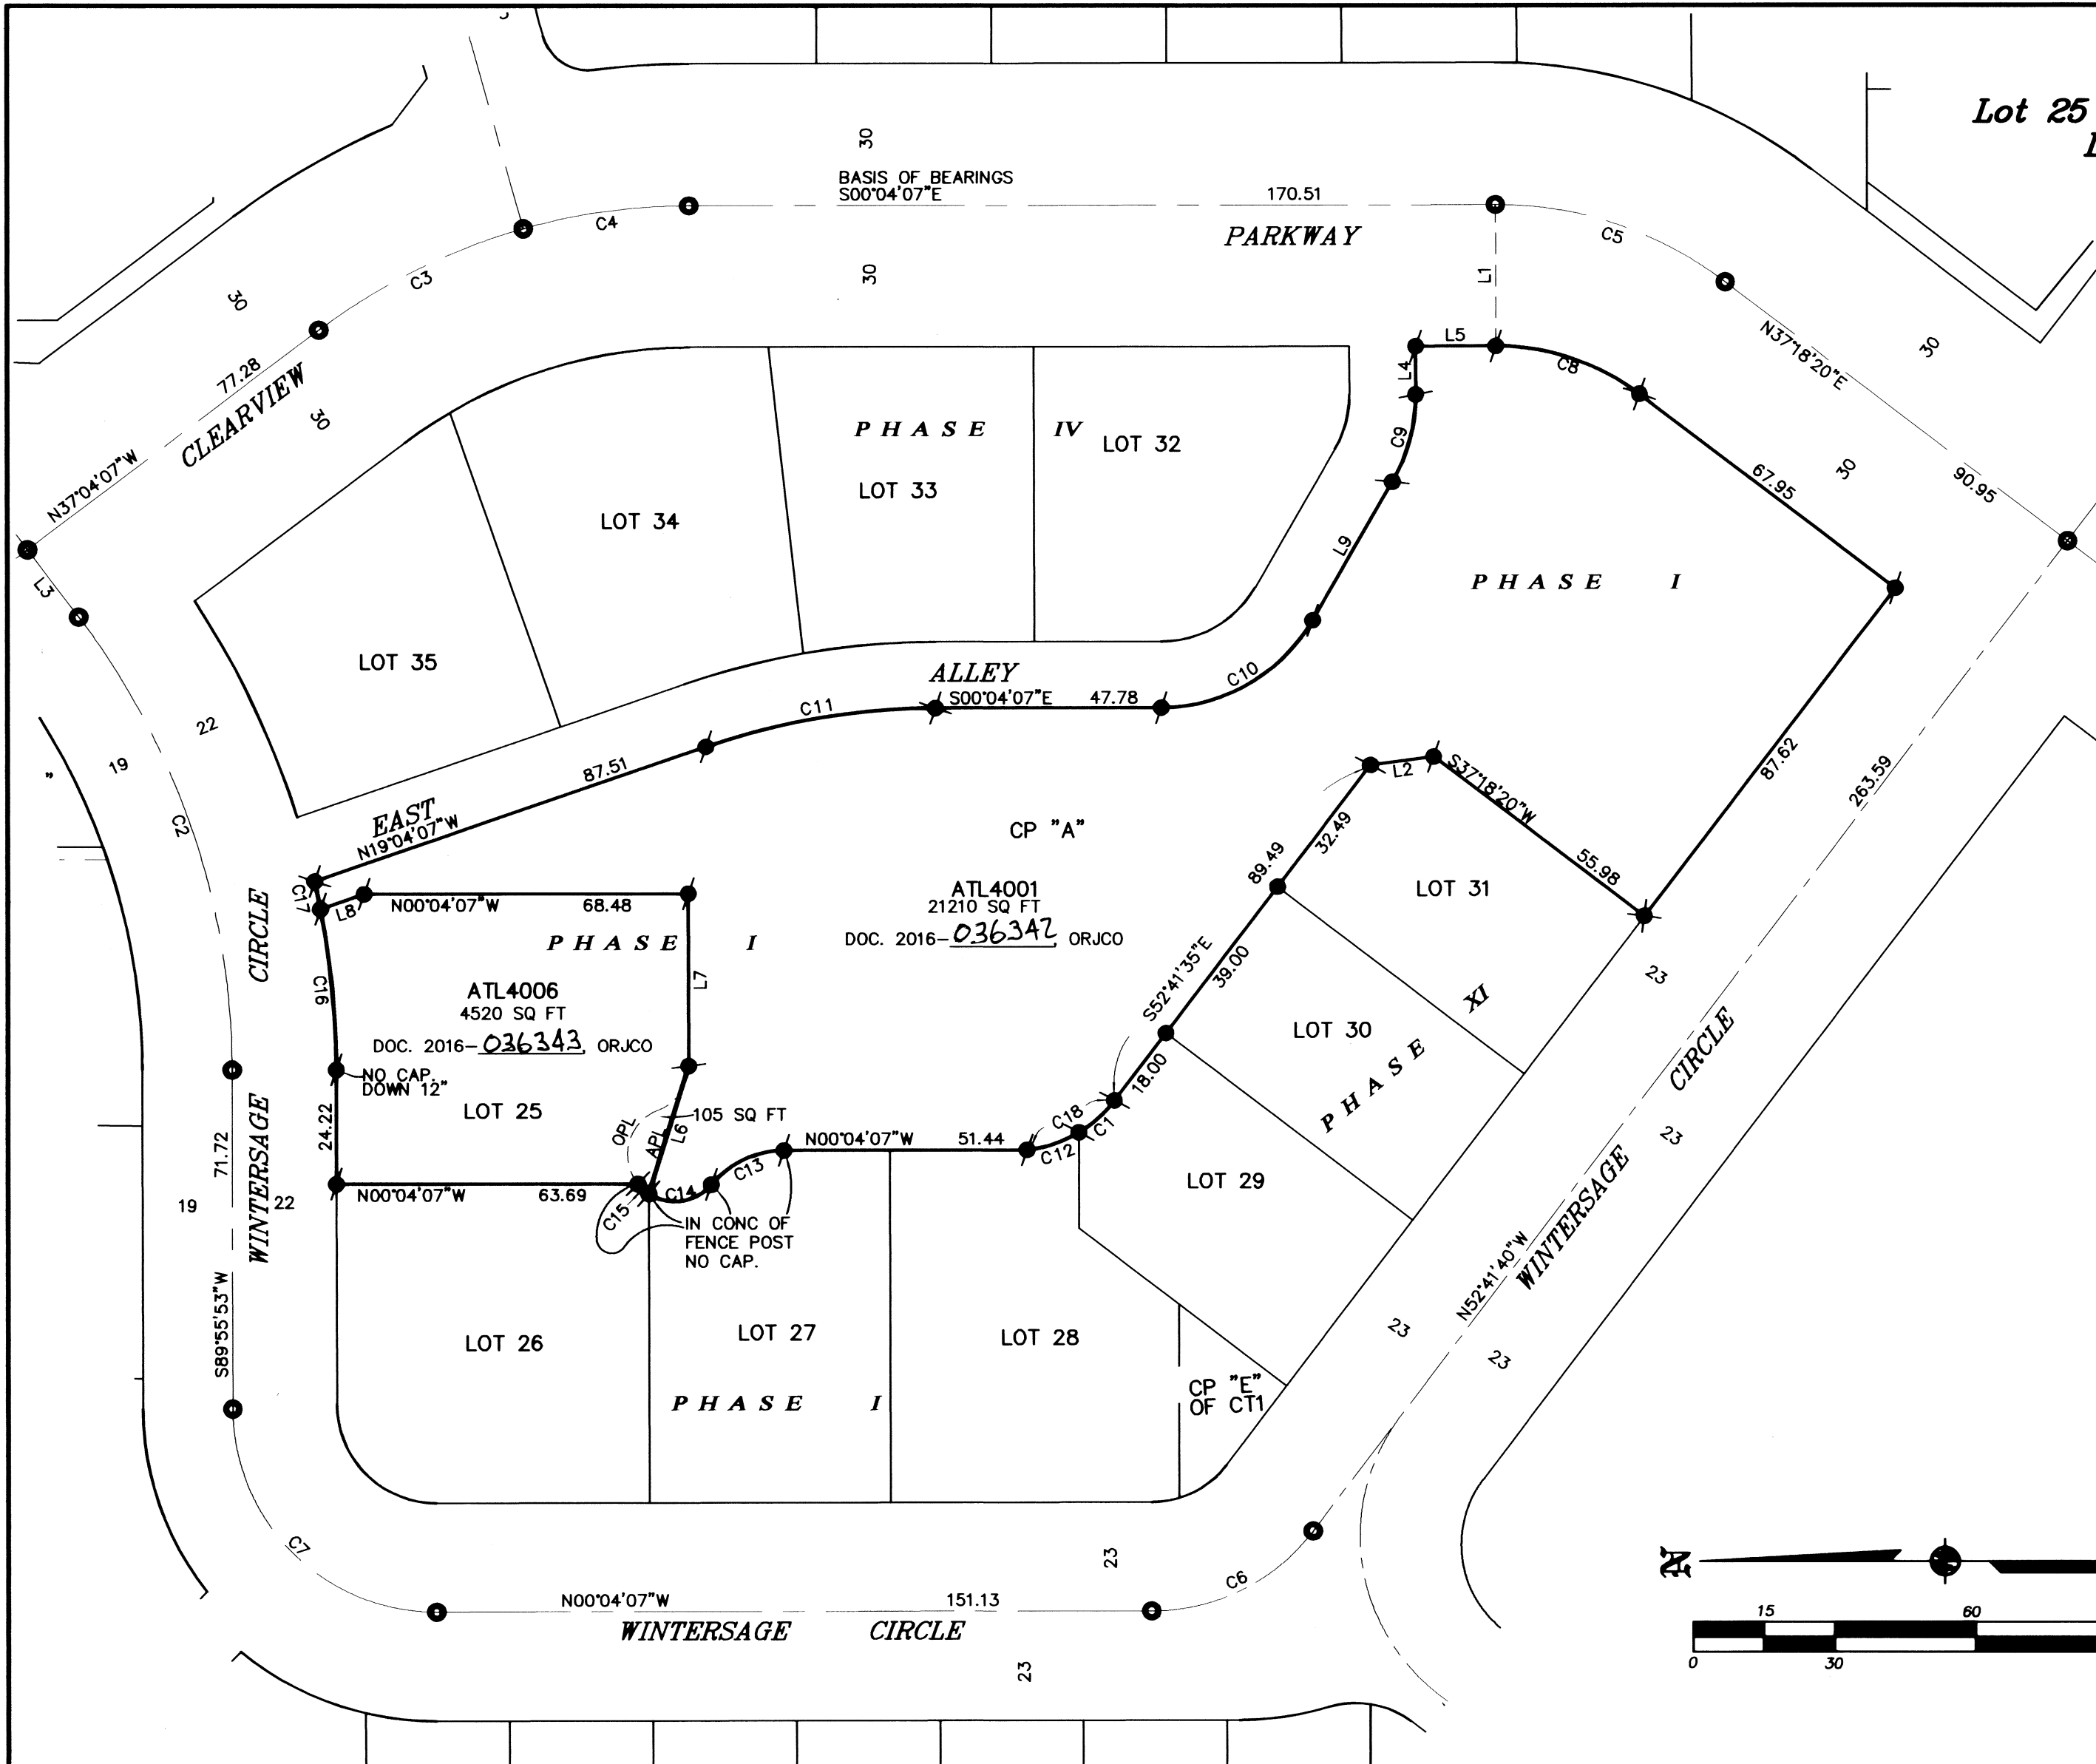 Lot 25
30
BASIS OF BEARINGS
S00°04'07"E
170.51
PARKWAY
C4
C3
C5
L1
30
30
30
N37°18'20"E
30
90.95
77.28
CLEARVIEW
N37°04'07"W
L3
L5
L4
C8
C9
67.95
30
L9
PHASE IV
LOT 32
LOT 33
LOT 34
LOT 35
PHASE I
ALLEY
S00°04'07"E
47.78
C10
C11
87.51
EAST
N19°04'07"W
22
19
C2
L2
S37°18'20"W
55.98
87.62
263.59
CP "A"
32.49
89.49
LOT 31
C17
L8
N00°04'07"W
68.48
ATL4001
21210 SQ FT
DOC. 2016-036342, ORJCO
PHASE I
L7
C16
CIRCLE
ATL4006
4520 SQ FT
DOC. 2016-036343, ORJCO
NO CAP.
DOWN 12"
LOT 25
24.22
S52°41'35"E
39.00
LOT 30
PHASE XI
23
CIRCLE
18.00
105 SQ FT
OPL
APL
L6
C18
C1
C12
N00°04'07"W
51.44
C13
C14
C15
N00°04'07"W
63.69
IN CONC OF
FENCE POST
NO CAP.
71.72
19
22
WINTERSAGE
S89°55'53"W
LOT 29
23
WINTERSAGE
N52°41'40"W
LOT 26
LOT 27
LOT 28
23
23
CP "E"
OF CT1
PHASE I
C7
C6
23
N00°04'07"W
151.13
WINTERSAGE CIRCLE
23
N
15
60
0
30